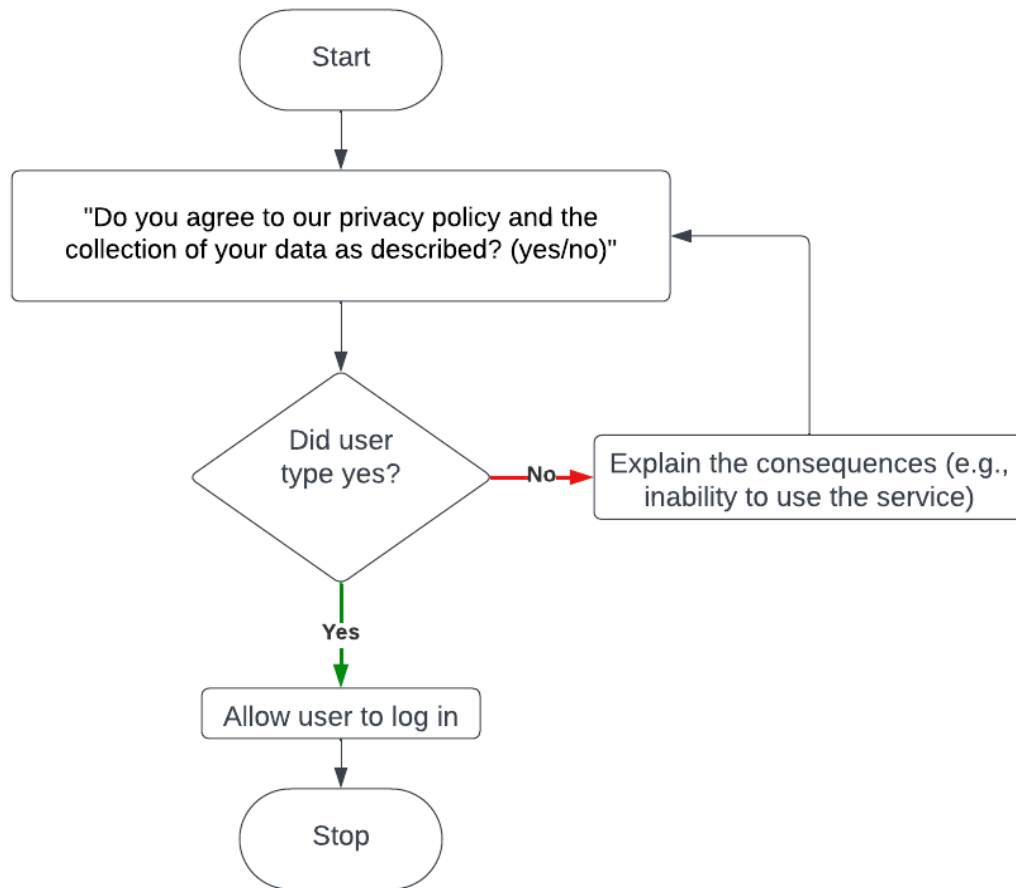 Start
"Do you agree to our privacy policy and the
collection of your data as described? (yes/no)"
Did user
type yes?
No
Explain the consequences (e.g.,
inability to use the service)
Yes
Allow user to log in
Stop